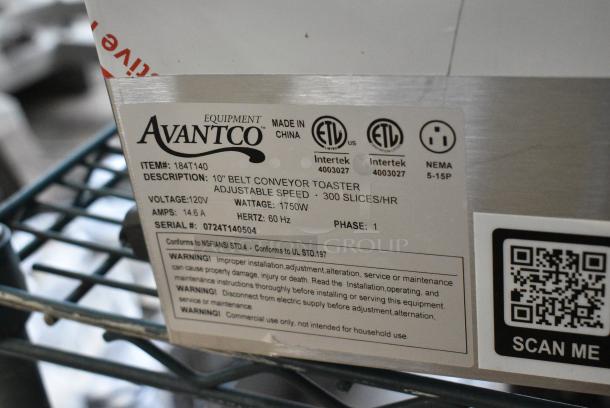 EQUIPMENT
AVANTCO
MADE IN
CHINA
ETL
US
Intertek
4003027
ETL
Intertek
4003027
NEMA
5-15P
ITEM#: 184T140
DESCRIPTION: 10" BELT CONVEYOR TOASTER
ADJUSTABLE SPEED - 300 SLICES/HR
VOLTAGE:120V WATTAGE: 1750W
AMPS: 14.6 A HERTZ: 60 Hz PHASE: 1
SERIAL #: 0724T140504
GROUP
Conforms to NSF/ANSI STD.4 - Conforms to UL STD.197
WARNING! Improper installation,adjustment,alteration, service or maintenance
can cause property damage, injury or death. Read the Installation,operating, and
maintenance instructions thoroughly before installing or servicing this equipment.
WARNING! Disconnect from electric supply before adjustment,alternation,
service or maintenance.
WARNING! Commercial use only, not intended for household use.
SCAN ME